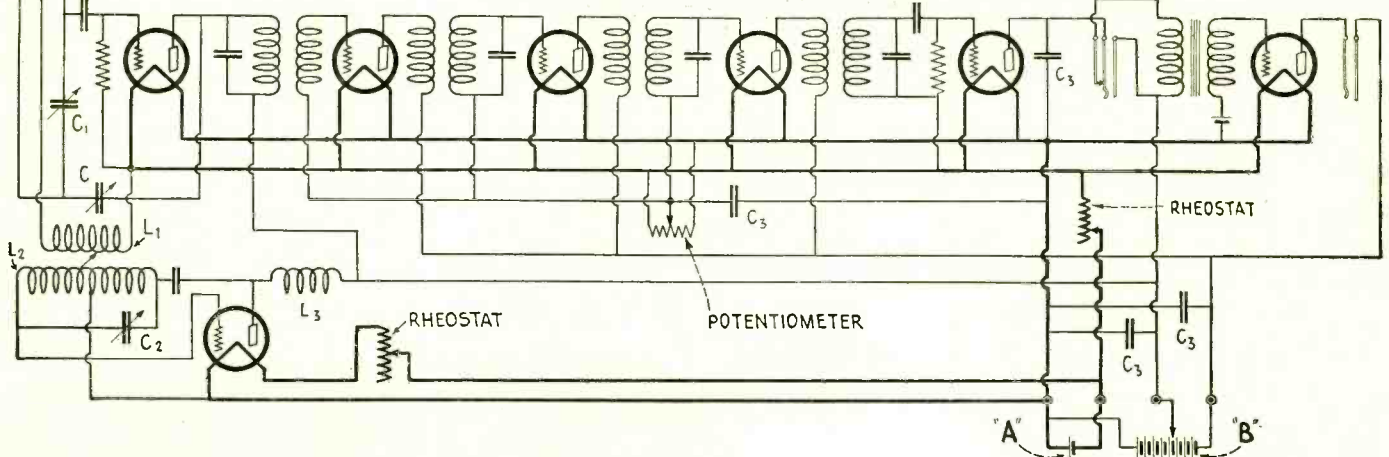 C₃
C₁
C
C₃
RHEOSTAT
L₁
L₂
L₃
RHEOSTAT
POTENTIOMETER
C₂
C₃
C₃
"A"
"B"